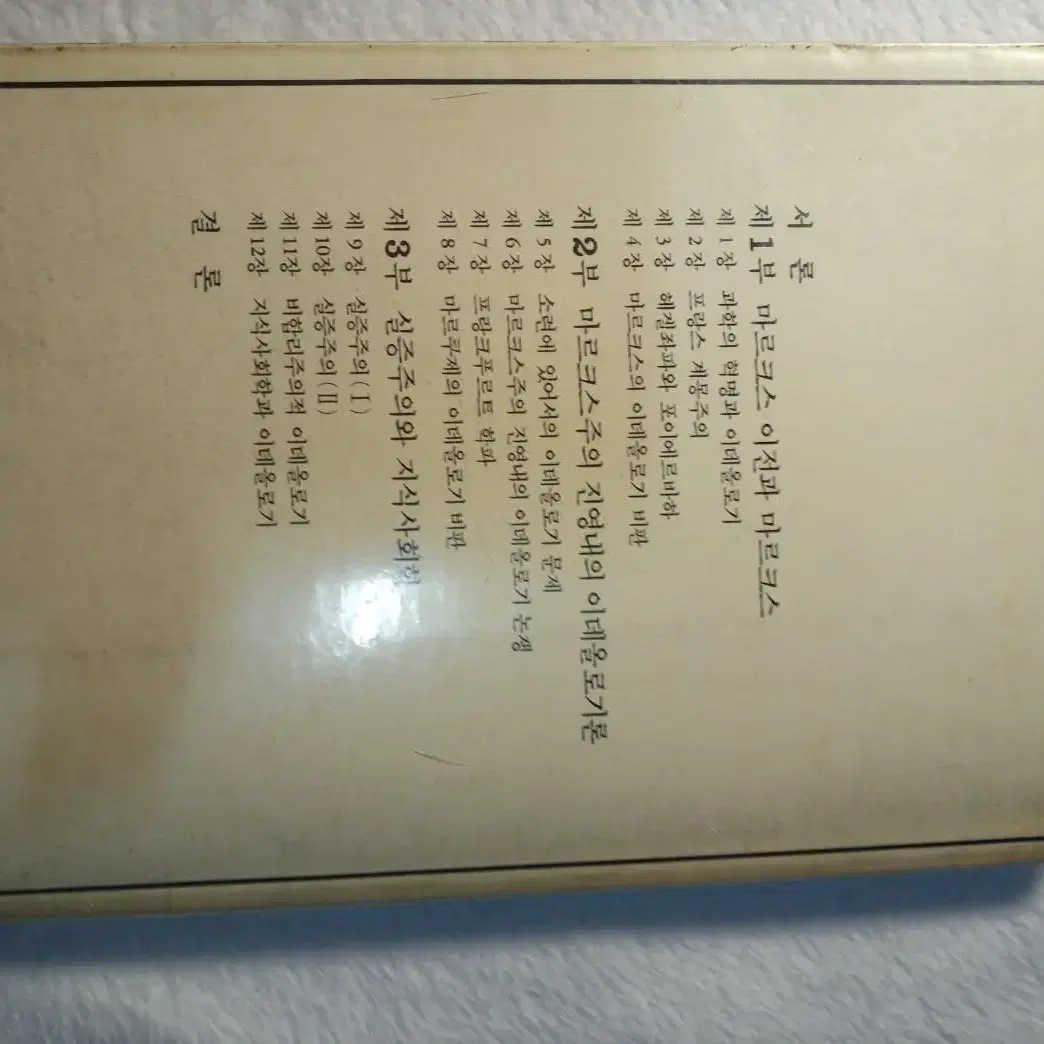 서 론
제1부 마르크스 이전과 마르크스
제 1 장 과학의 혁명과 이데올로기
제 2 장 프랑스 계몽주의
제 3 장 헤겔좌파와 포이에르바하
제 4 장 마르크스의 이데올로기 비판
제2부 마르크스주의 진영내의 이데올로기론
제 5 장 소련에 있어서의 이데올로기 문제
제 6 장 마르크스주의 진영내의 이데올로기 논쟁
제 7 장 프랑크푸르트 학파
제 8 장 마르쿠제의 이데올로기 비판
제3부 실증주의와 지식사회학
제 9 장 실증주의(Ⅰ)
제10장 실증주의(Ⅱ)
제11장 비합리주의적 이데올로기
제12장 지식사회학과 이데올로기
결 론